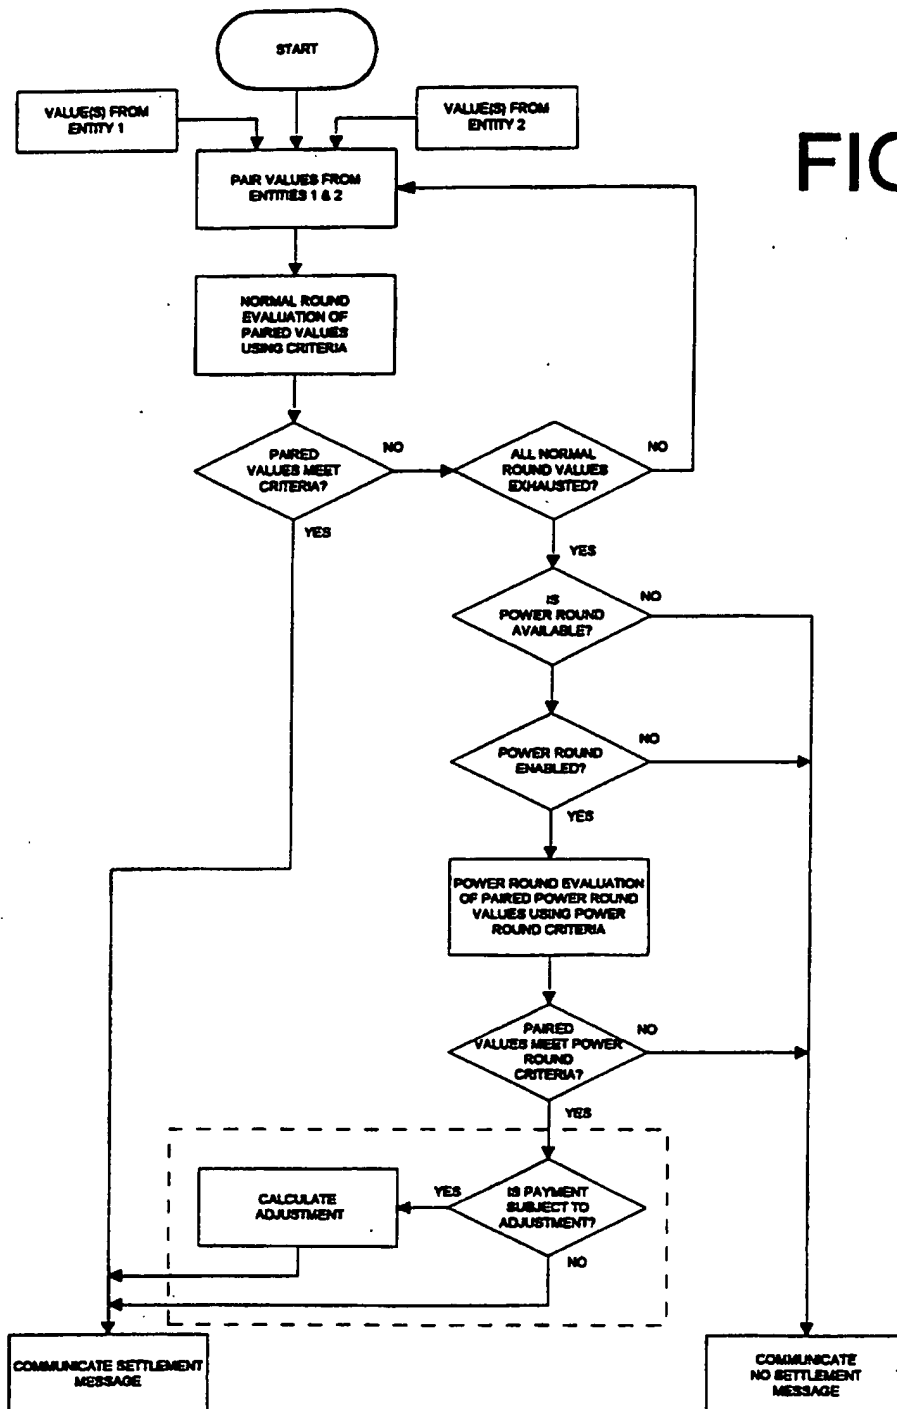 START
VALUE(S) FROM
ENTITY 1
VALUE(S) FROM
ENTITY 2
FIG
PAIR VALUES FROM
ENTITIES 1 & 2
NORMAL ROUND
EVALUATION OF
PAIRED VALUES
USING CRITERIA
PAIRED
VALUES MEET
CRITERIA?
NO
YES
ALL NORMAL
ROUND VALUES
EXHAUSTED?
NO
YES
IS
POWER ROUND
AVAILABLE?
NO
POWER ROUND
ENABLED?
NO
YES
POWER ROUND EVALUATION
OF PAIRED POWER ROUND
VALUES USING POWER
ROUND CRITERIA
PAIRED
VALUES MEET POWER
ROUND
CRITERIA?
NO
YES
IS PAYMENT
SUBJECT TO
ADJUSTMENT?
YES
NO
CALCULATE
ADJUSTMENT
COMMUNICATE SETTLEMENT
MESSAGE
COMMUNICATE
NO SETTLEMENT
MESSAGE